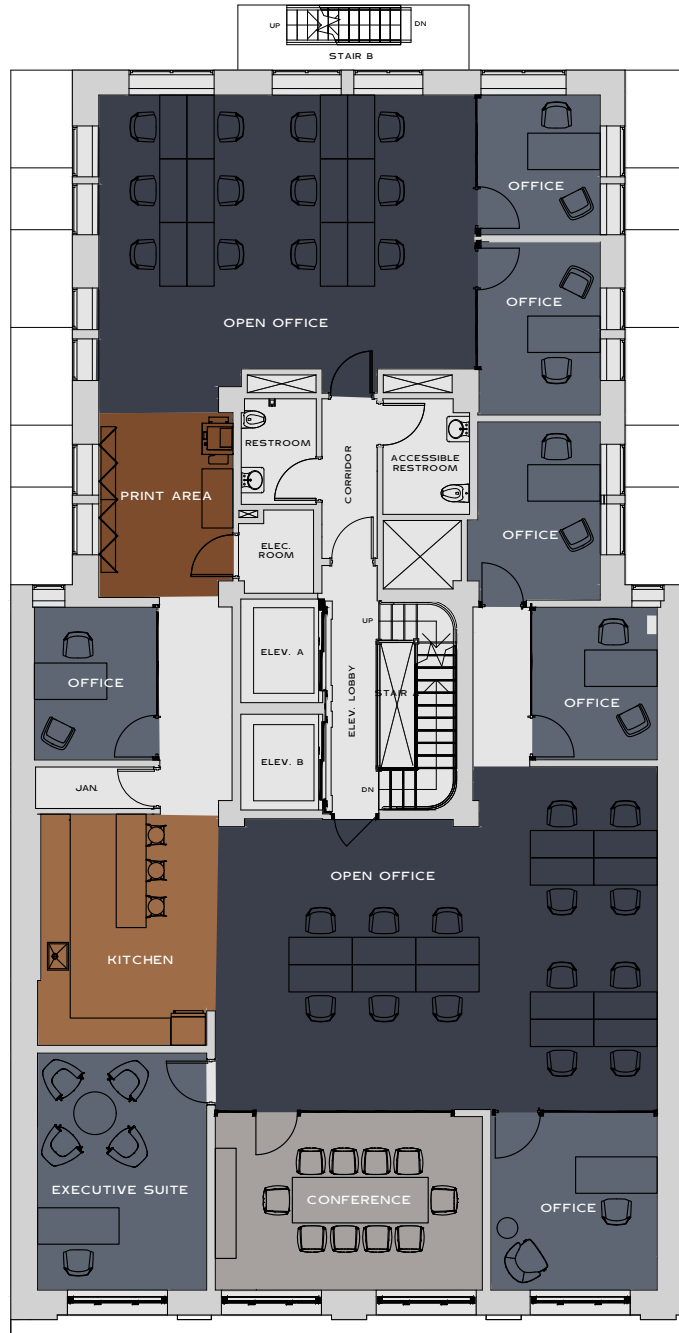 UP
DN
STAIR B
OFFICE
OFFICE
OPEN OFFICE
RESTROOM
ACCESSIBLE
RESTROOM
CORRIDOR
PRINT AREA
OFFICE
ELEC.
ROOM
UP
ELEV. A
ELEV. LOBBY
STAIR
OFFICE
OFFICE
ELEV. B
JAN.
DN
OPEN OFFICE
KITCHEN
EXECUTIVE SUITE
CONFERENCE
OFFICE